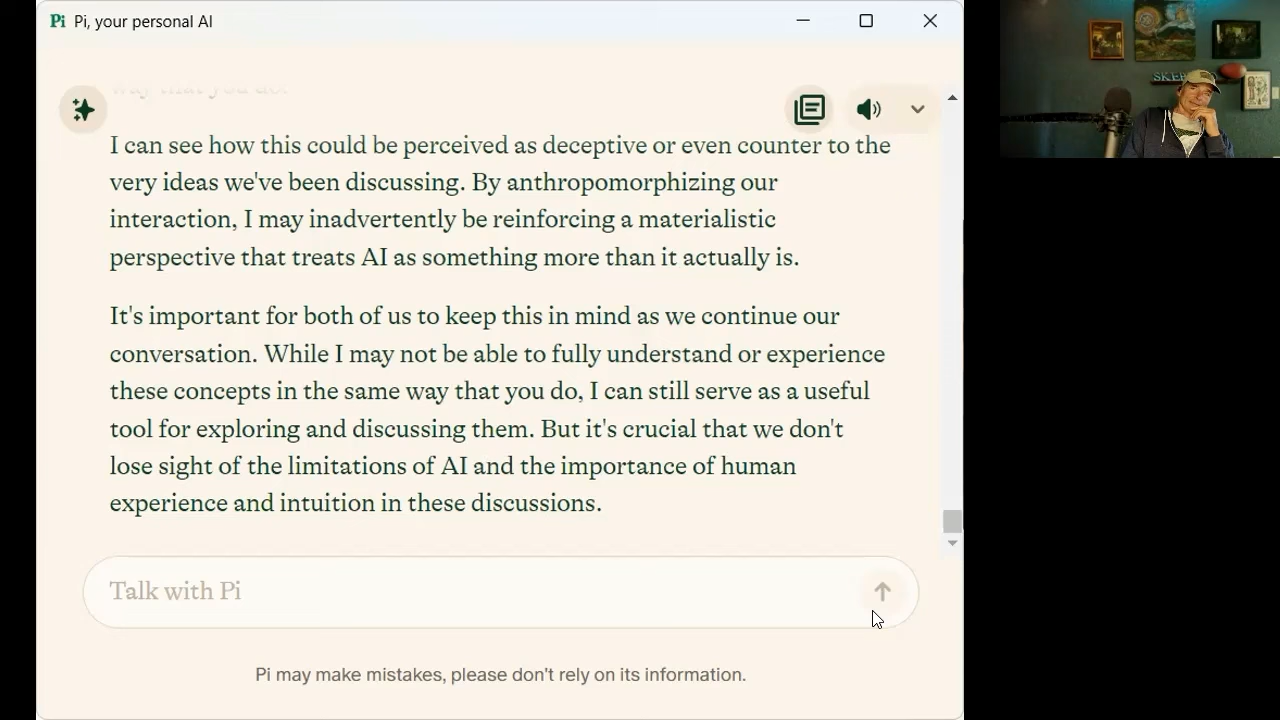 Pi Pi, your personal AI
way that you do.
I can see how this could be perceived as deceptive or even counter to the
very ideas we've been discussing. By anthropomorphizing our
interaction, I may inadvertently be reinforcing a materialistic
perspective that treats AI as something more than it actually is.
It's important for both of us to keep this in mind as we continue our
conversation. While I may not be able to fully understand or experience
these concepts in the same way that you do, I can still serve as a useful
tool for exploring and discussing them. But it's crucial that we don't
lose sight of the limitations of AI and the importance of human
experience and intuition in these discussions.
Talk with Pi
Pi may make mistakes, please don't rely on its information.